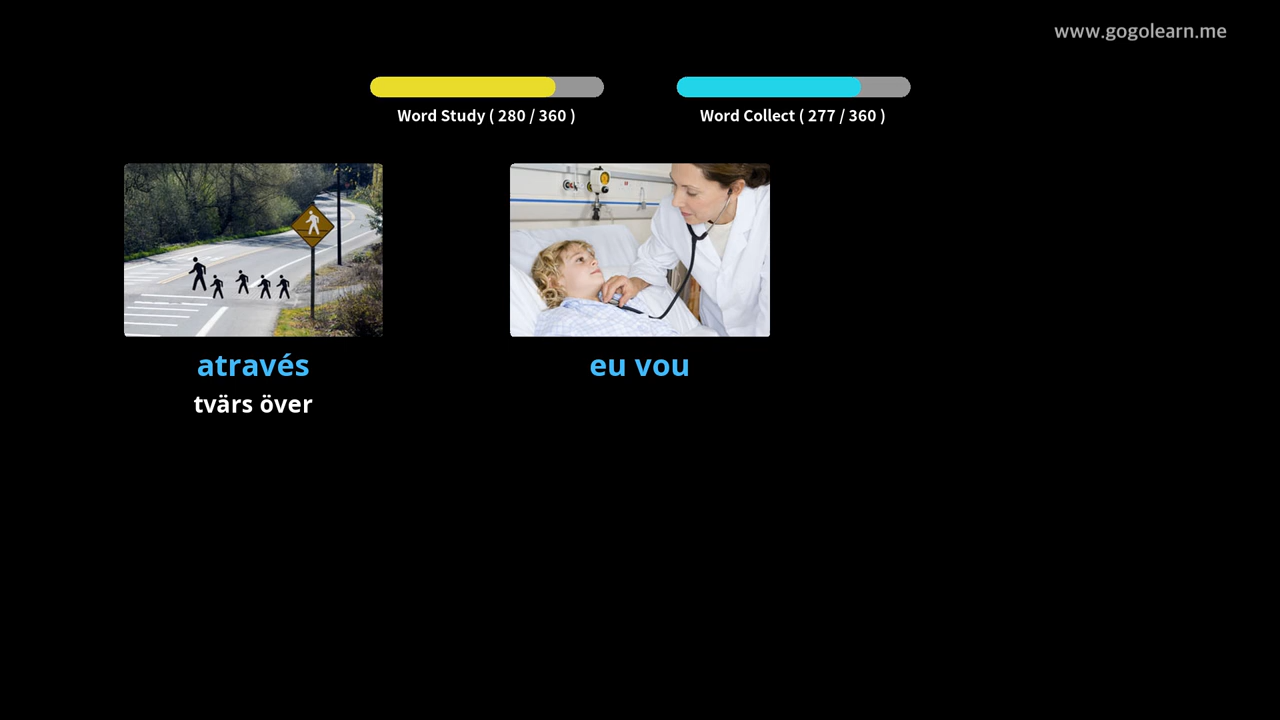 www.gogolearn.me
Word Study ( 280 / 360 )
Word Collect ( 277 / 360 )
através
tvärs över
eu vou